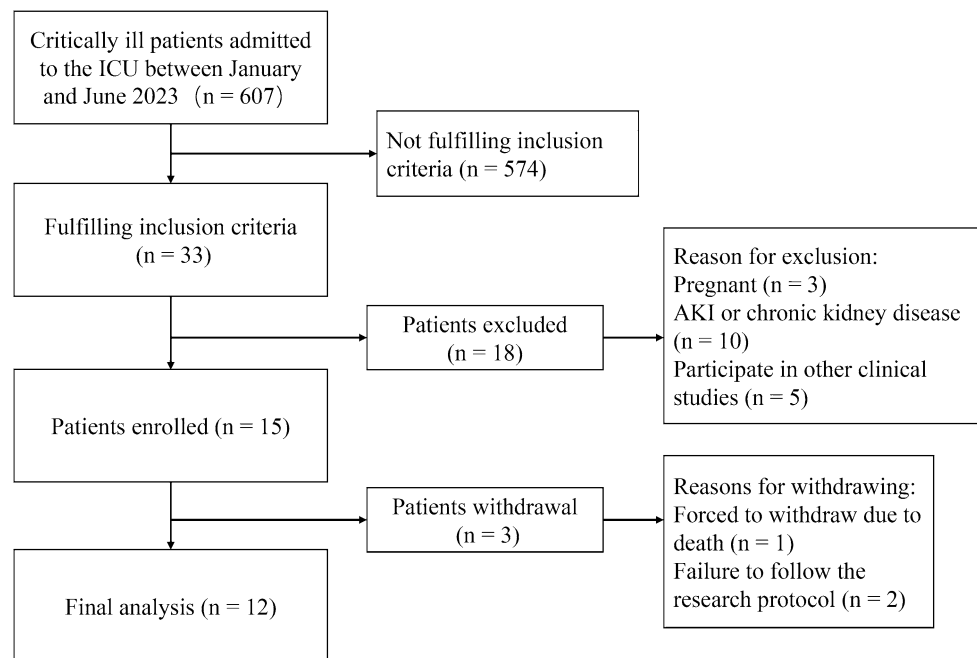 Critically ill patients admitted
to the ICU between January
and June 2023 （n = 607)
Not fulfilling inclusion
criteria (n = 574)
Fulfilling inclusion criteria
(n = 33)
Patients excluded
(n = 18)
Reason for exclusion:
Pregnant (n = 3)
AKI or chronic kidney disease
(n = 10)
Participate in other clinical
studies (n = 5)
Patients enrolled (n = 15)
Patients withdrawal
(n = 3)
Reasons for withdrawing:
Forced to withdraw due to
death (n = 1)
Failure to follow the
research protocol (n = 2)
Final analysis (n = 12)